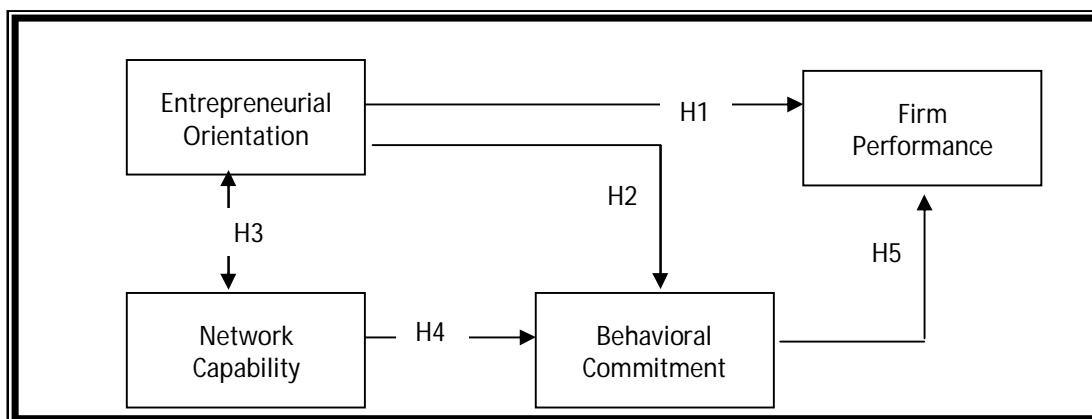 Entrepreneurial
Orientation
H1
Firm
Performance
H2
H3
H5
Network
Capability
H4
Behavioral
Commitment